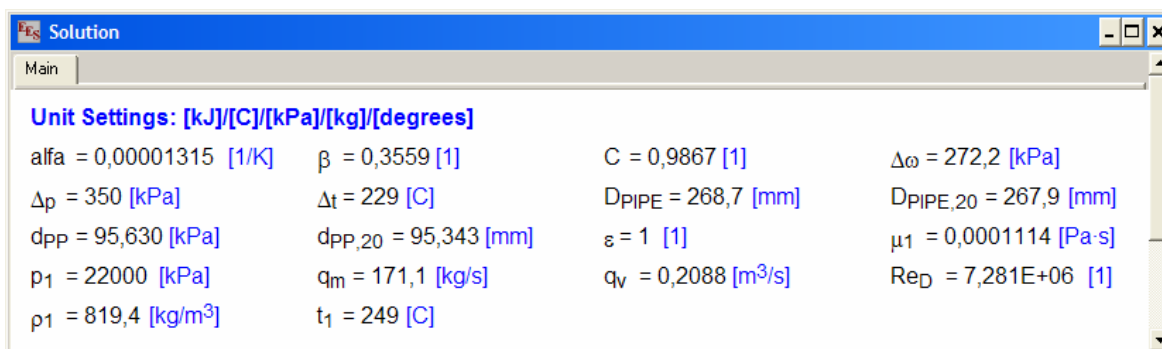 EES Solution
Main
Unit Settings: [kJ]/[C]/[kPa]/[kg]/[degrees]
alfa = 0,00001315 [1/K] β = 0,3559 [1] C = 0,9867 [1] Δω = 272,2 [kPa]
Δp = 350 [kPa] Δt = 229 [C] DPIPE = 268,7 [mm] DPIPE,20 = 267,9 [mm]
dPP = 95,630 [kPa] dPP,20 = 95,343 [mm] ε = 1 [1] μ1 = 0,0001114 [Pa·s]
p1 = 22000 [kPa] qm = 171,1 [kg/s] qv = 0,2088 [m³/s] ReD = 7,281E+06 [1]
ρ1 = 819,4 [kg/m³] t1 = 249 [C]